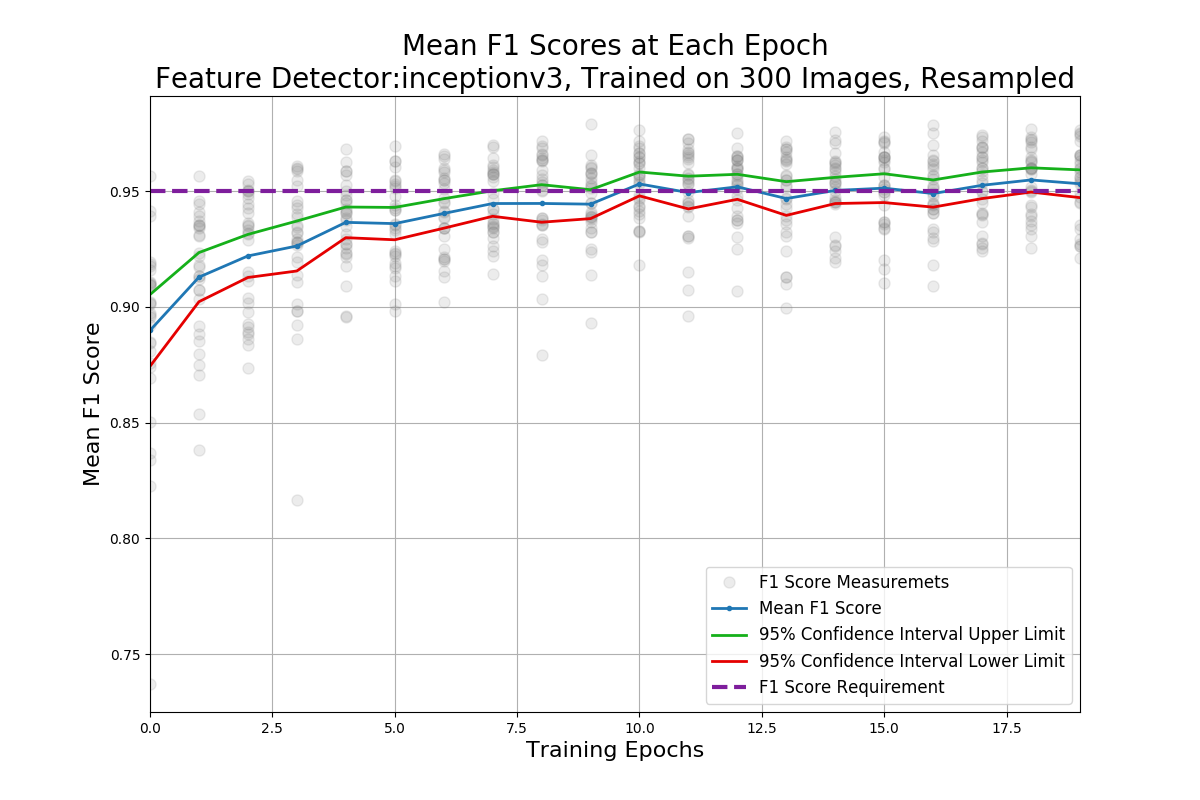 Mean F1 Scores at Each Epoch
Feature Detector:inceptionv3, Trained on 300 Images, Resampled
Mean F1 Score
0.95
0.90
0.85
0.80
0.75
F1 Score Measuremets
Mean F1 Score
95% Confidence Interval Upper Limit
95% Confidence Interval Lower Limit
F1 Score Requirement
0.0 2.5 5.0 7.5 10.0 12.5 15.0 17.5
Training Epochs